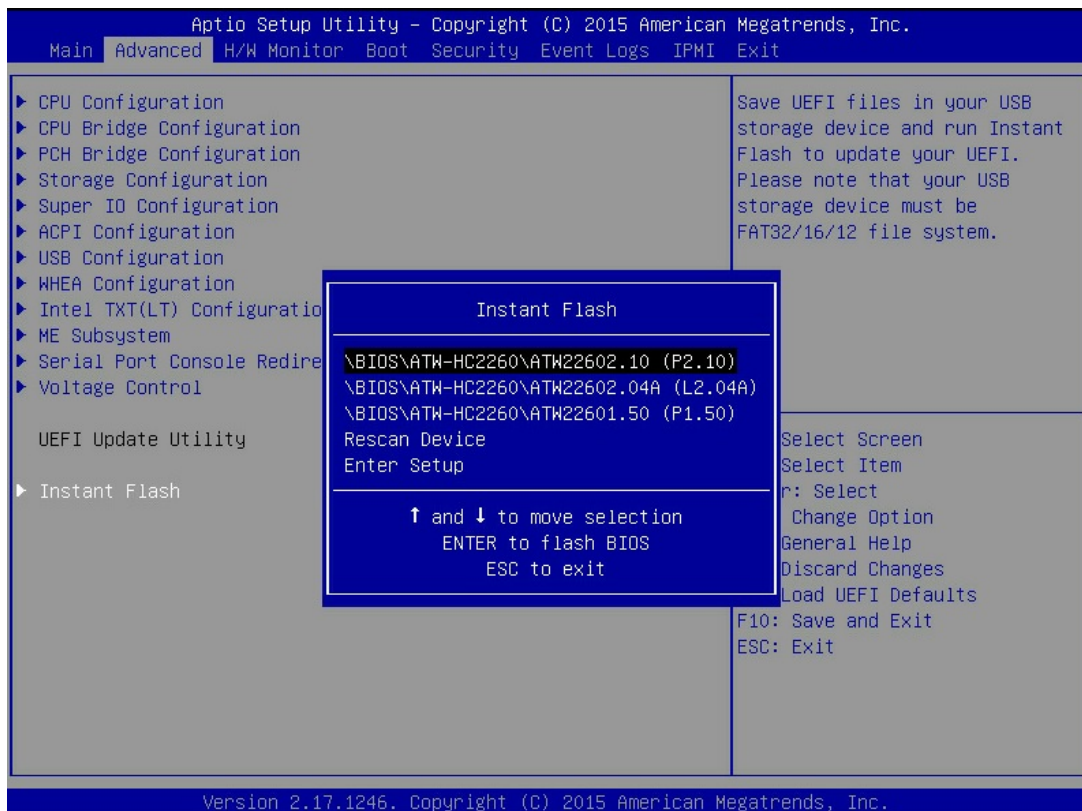 Aptio Setup Utility – Copyright (C) 2015 American Megatrends, Inc.
Main Advanced H/W Monitor Boot Security Event Logs IPMI Exit
CPU Configuration
CPU Bridge Configuration
PCH Bridge Configuration
Storage Configuration
Super IO Configuration
ACPI Configuration
USB Configuration
WHEA Configuration
Intel TXT(LT) Configuratio
ME Subsystem
Serial Port Console Redire
Voltage Control
UEFI Update Utility
Instant Flash
Save UEFI files in your USB
storage device and run Instant
Flash to update your UEFI.
Please note that your USB
storage device must be
FAT32/16/12 file system.
Instant Flash
\BIOS\ATW-HC2260\ATW22602.10 (P2.10)
\BIOS\ATW-HC2260\ATW22602.04A (L2.04A)
\BIOS\ATW-HC2260\ATW22601.50 (P1.50)
Rescan Device
Enter Setup
↑ and ↓ to move selection
ENTER to flash BIOS
ESC to exit
Select Screen
Select Item
r: Select
Change Option
General Help
Discard Changes
Load UEFI Defaults
F10: Save and Exit
ESC: Exit
Version 2.17.1246. Copyright (C) 2015 American Megatrends, Inc.